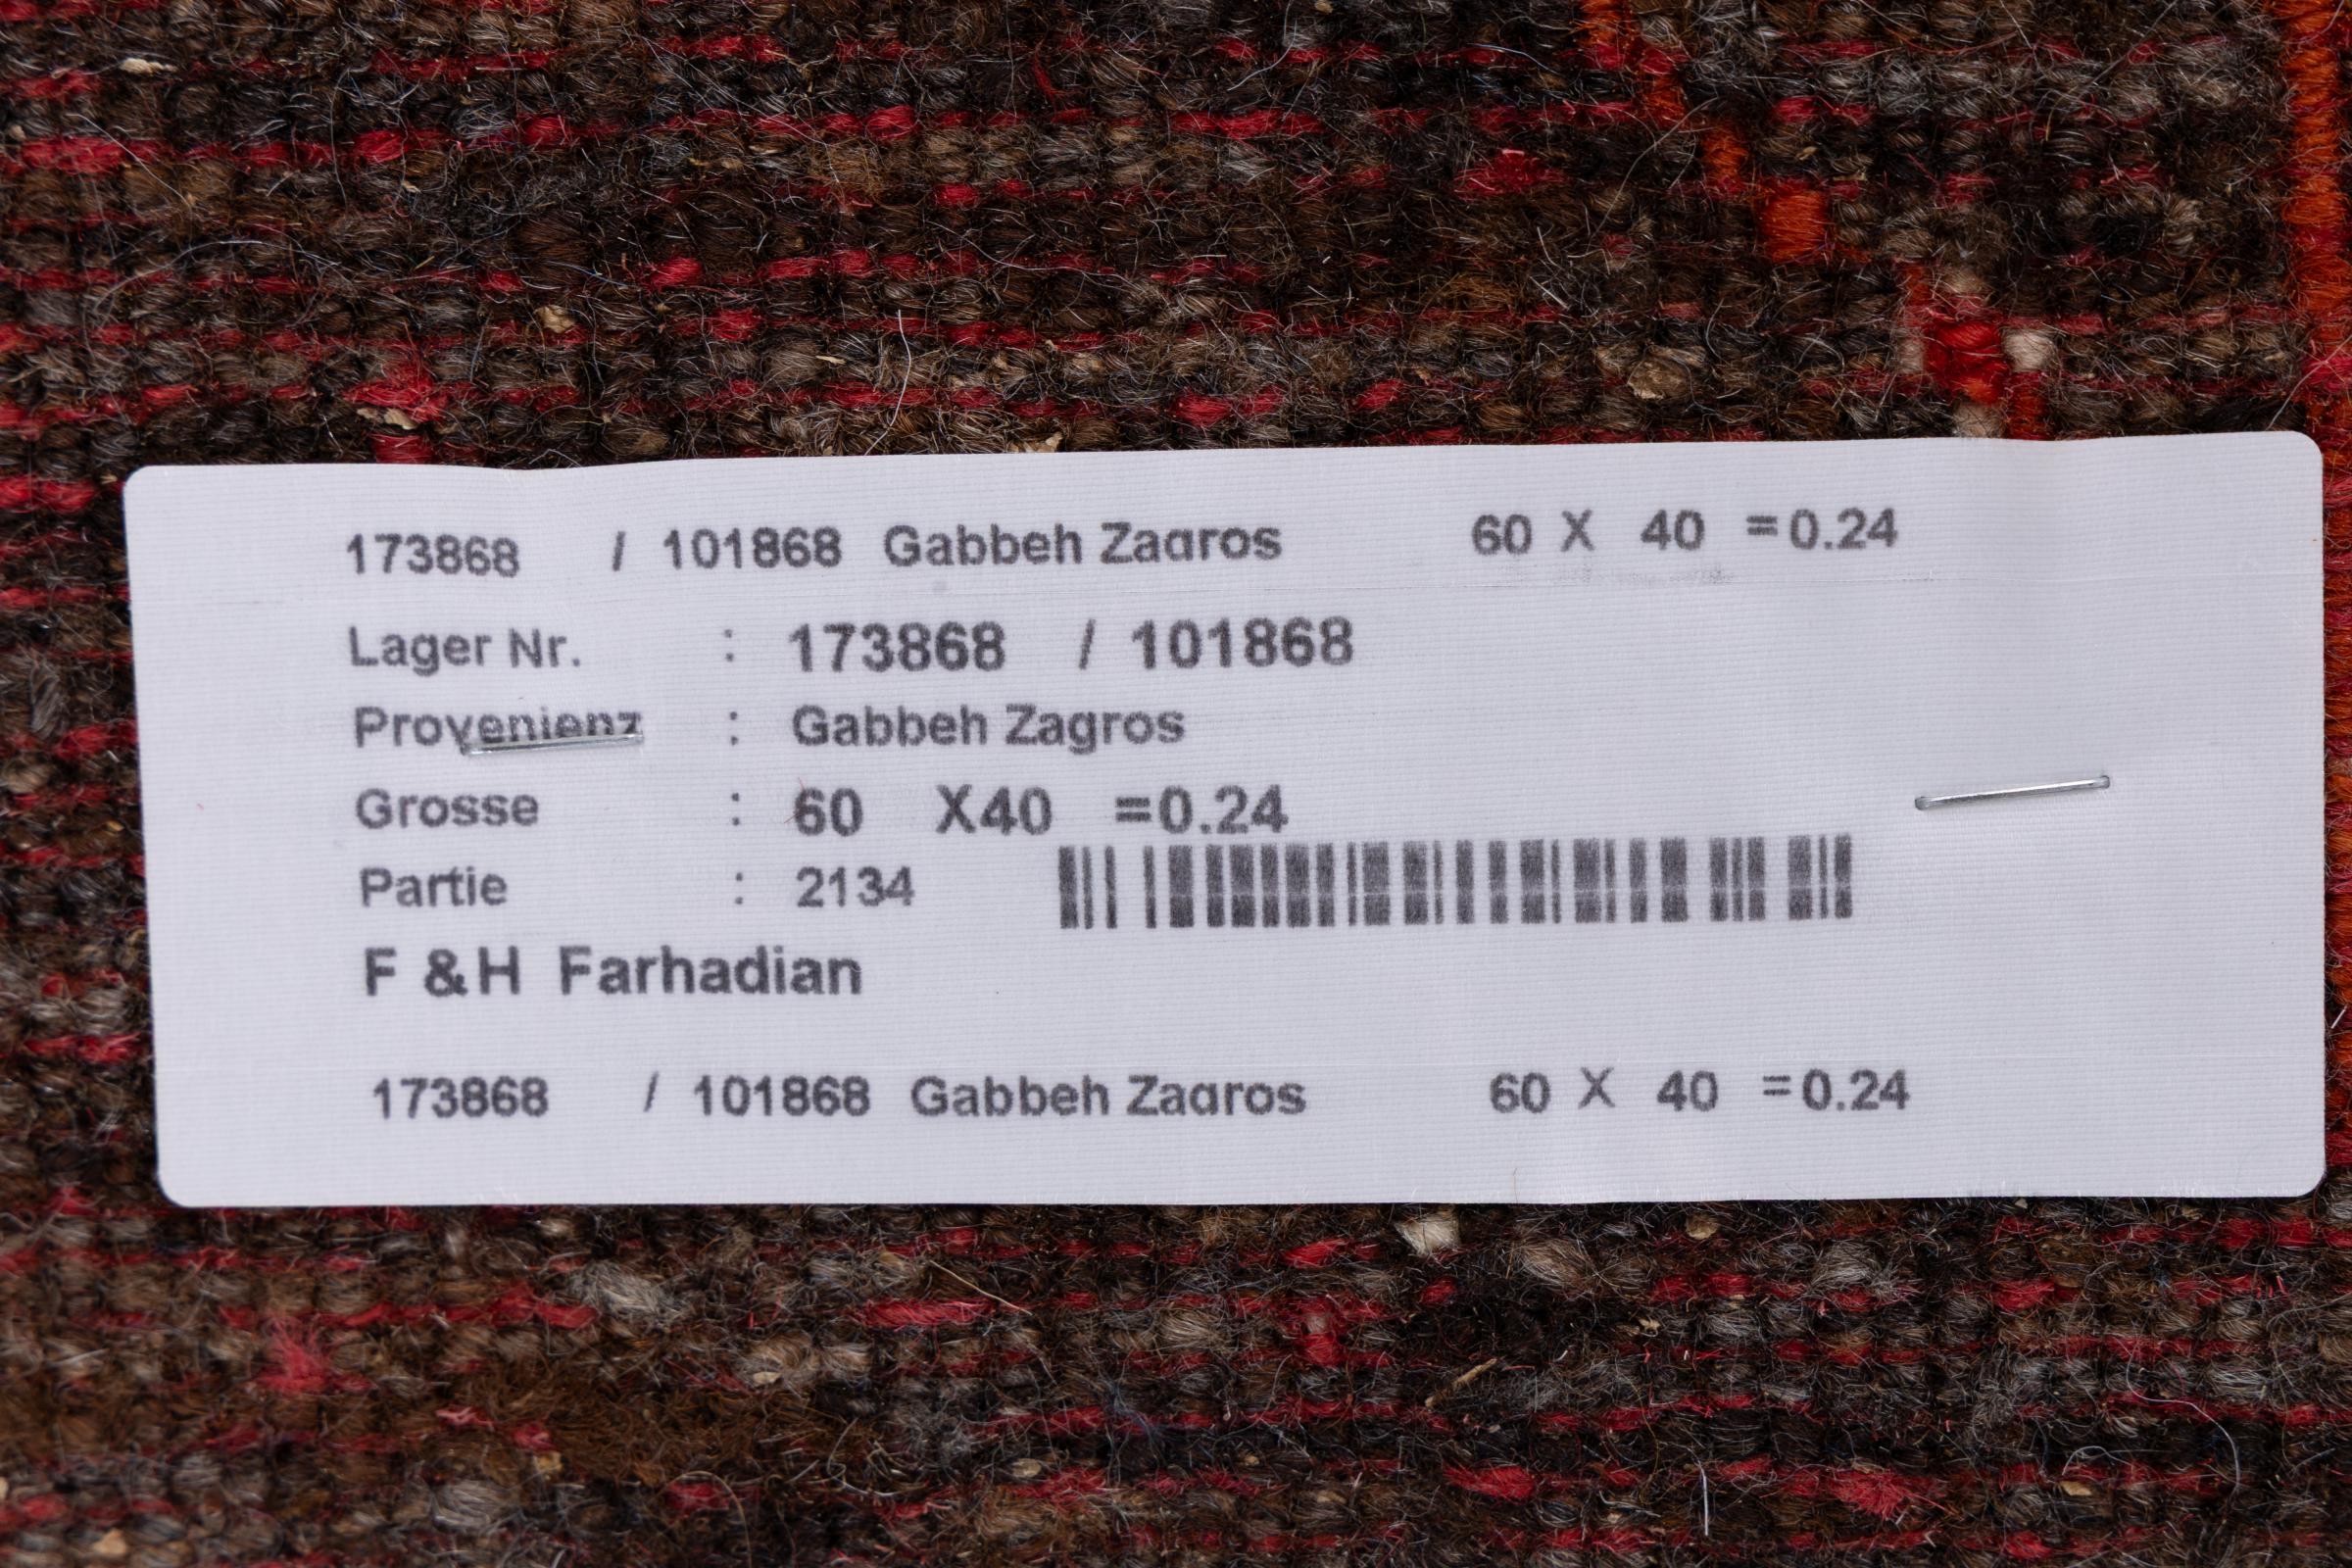 173868 / 101868 Gabbeh Zagros 60 X 40 = 0.24
Lager Nr. : 173868 / 101868
Provenienz : Gabbeh Zagros
Grosse : 60 X40 =0.24
Partie : 2134
F &H Farhadian
173868 / 101868 Gabbeh Zagros 60 X 40 = 0.24